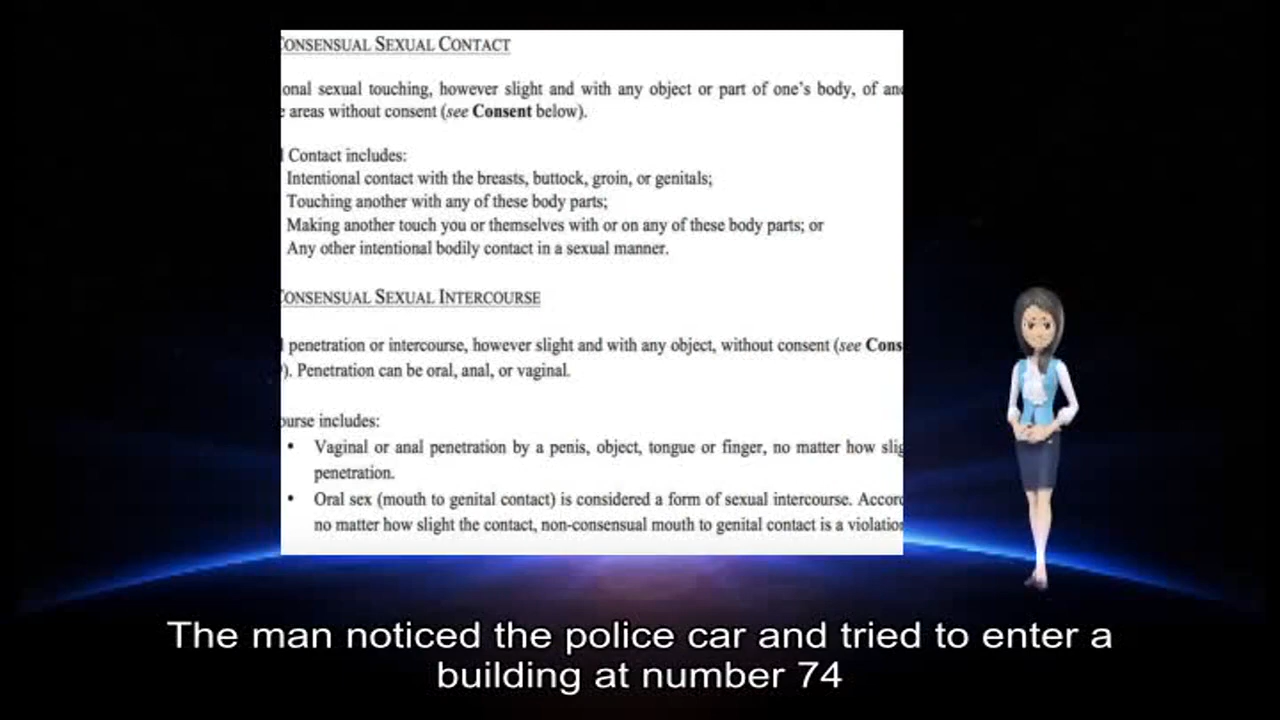 CONSENSUAL SEXUAL CONTACT
onal sexual touching, however slight and with any object or part of one's body, of
areas without consent (see Consent below).
Contact includes:
Intentional contact with the breasts, buttock, groin, or genitals;
Touching another with any of these body parts;
Making another touch you or themselves with or on any of these body parts; or
Any other intentional bodily contact in a sexual manner.
CONSENSUAL SEXUAL INTERCOURSE
penetration or intercourse, however slight and with any object, without consent (see Cons
). Penetration can be oral, anal, or vaginal.
ourse includes:
• Vaginal or anal penetration by a penis, object, tongue or finger, no matter how slig
penetration.
• Oral sex (mouth to genital contact) is considered a form of sexual intercourse. Accord
no matter how slight the contact, non-consensual mouth to genital contact is a violation
The man noticed the police car and tried to enter a
building at number 74